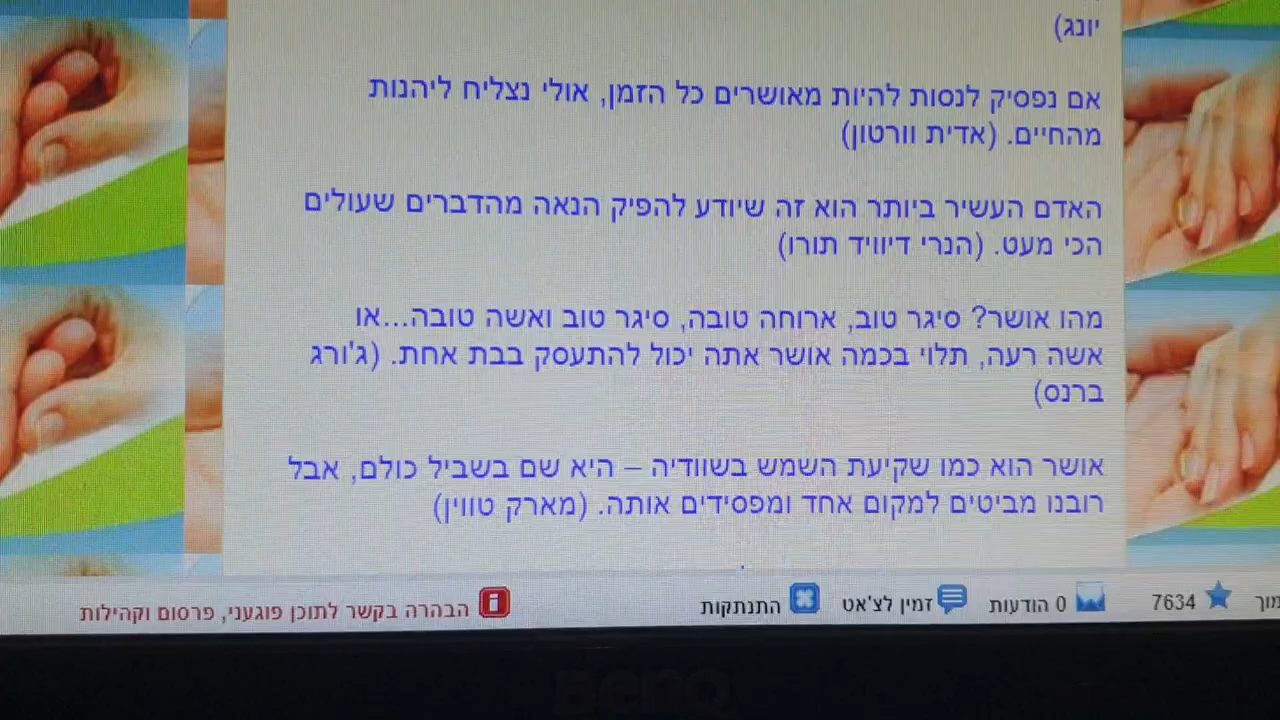 יונג)
אם נפסיק לנסות להיות מאושרים כל הזמן, אולי נצליח ליהנות
מהחיים. (אדית וורטון)
האדם העשיר ביותר הוא זה שיודע להפיק הנאה מהדברים שעולים
הכי מעט. (הנרי דיוויד תורו)
מהו אושר? סיגר טוב, ארוחה טובה, סיגר טוב ואשה טובה...או
אשה רעה, תלוי בכמה אושר אתה יכול להתעסק בבת אחת. (ג'ורג
ברנס)
אושר הוא כמו שקיעת השמש בשוודיה – היא שם בשביל כולם, אבל
רובנו מביטים למקום אחד ומפסידים אותה. (מארק טווין)
7634 0 הודעות זמין לצ'אט התנתקות הבהרה בקשר לתוכן פוגעני, פרסום וקהילות
BenQ